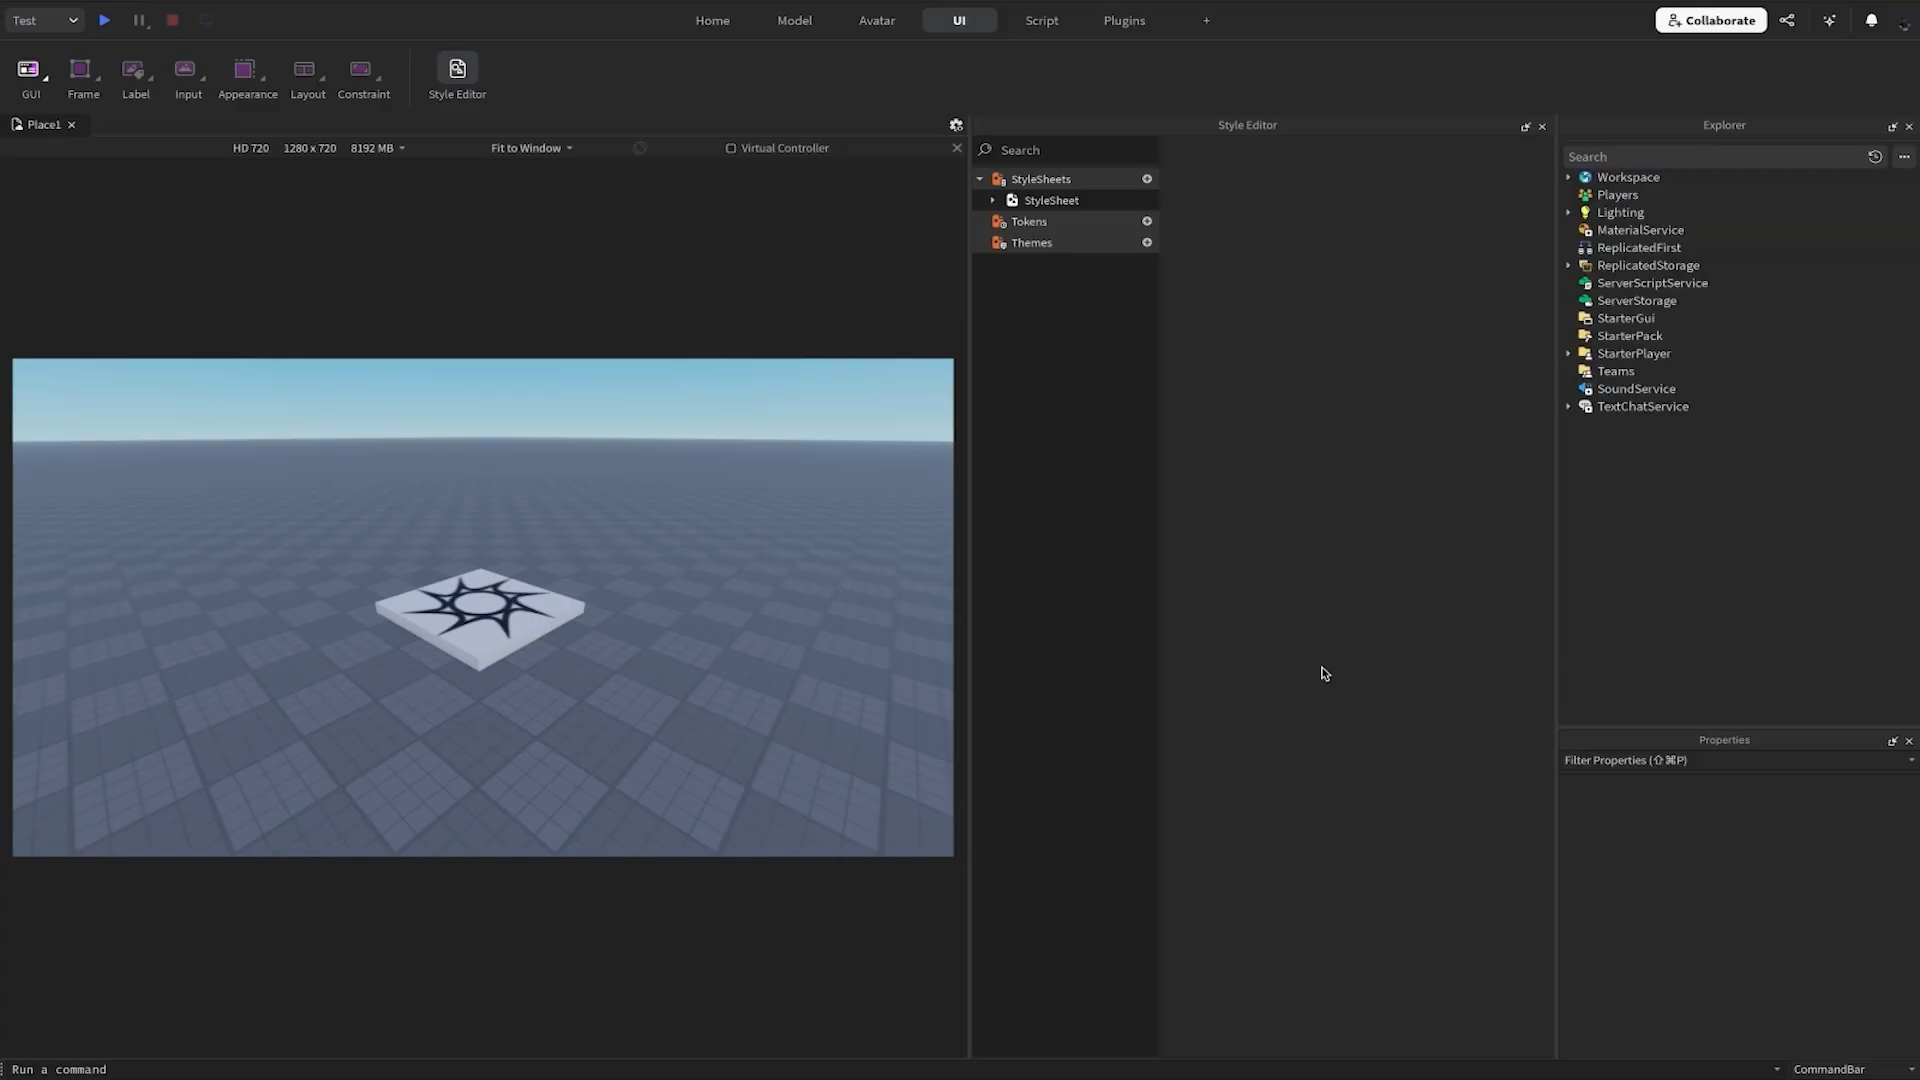 Test
Home
Model
Avatar
UI
Script
Plugins
+
Collaborate
GUI
Frame
Label
Input
Appearance
Layout
Constraint
Style Editor
Place1
HD 720
1280 x 720
8192 MB
Fit to Window
Virtual Controller
Style Editor
Search
StyleSheets
StyleSheet
Tokens
Themes
Explorer
Search
Workspace
Players
Lighting
MaterialService
ReplicatedFirst
ReplicatedStorage
ServerScriptService
ServerStorage
StarterGui
StarterPack
StarterPlayer
Teams
SoundService
TextChatService
Properties
Filter Properties (⇧⌘P)
Run a command
CommandBar